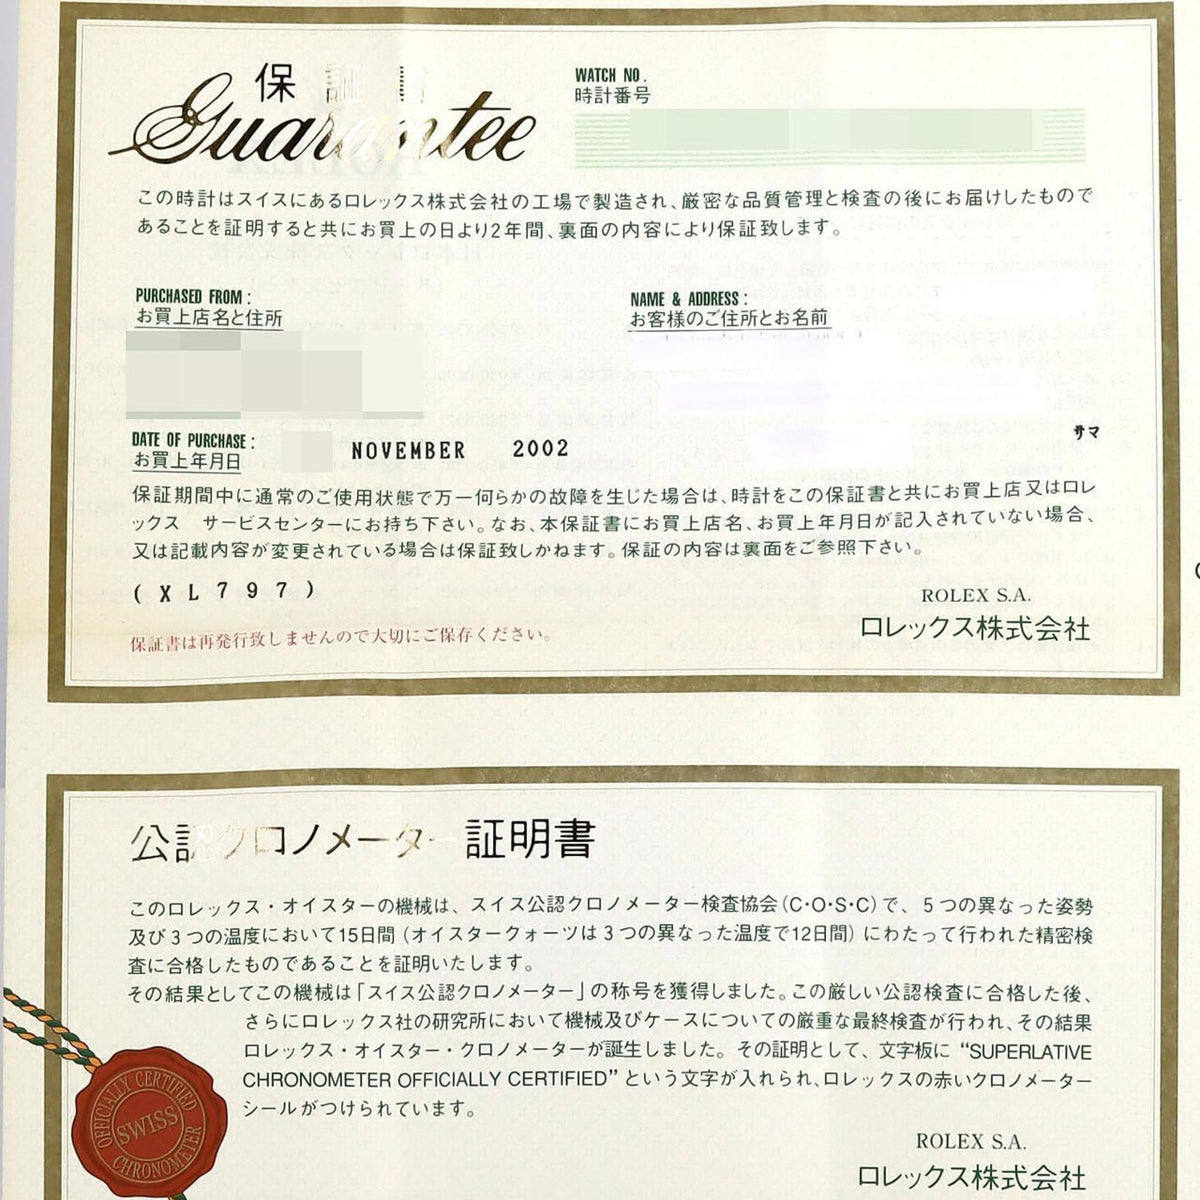 保証書
Guarantee
WATCH NO.
時計番号
この時計はスイスにあるロレックス株式会社の工場で製造され、厳密な品質管理と検査の後にお届けしたもので
あることを証明すると共にお買上の日より2年間、裏面の内容により保証致します。
PURCHASED FROM :
お買上店名と住所
NAME & ADDRESS :
お客様のご住所とお名前
サマ
DATE OF PURCHASE :
お買上年月日
NOVEMBER 2002
保証期間中に通常のご使用状態で万一何らかの故障を生じた場合は、時計をこの保証書と共にお買上店又はロレ
ックス サービスセンターにお持ち下さい。なお、本保証書にお買上店名、お買上年月日が記入されていない場合、
又は記載内容が変更されている場合は保証致しかねます。保証の内容は裏面をご参照下さい。
(XL797)
ROLEX S.A.
ロレックス株式会社
保証書は再発行致しませんので大切にご保存ください。
公認クロノメーター証明書
このロレックス・オイスターの機械は、スイス公認クロノメーター検査協会(C・O・S・C)で、5つの異なった姿勢
及び3つの温度において15日間(オイスタークォーツは3つの異なった温度で12日間)にわたって行われた精密検
査に合格したものであることを証明いたします。
その結果としてこの機械は「スイス公認クロノメーター」の称号を獲得しました。この厳しい公認検査に合格した後、
さらにロレックス社の研究所において機械及びケースについての厳重な最終検査が行われ、その結果
ロレックス・オイスター・クロノメーターが誕生しました。その証明として、文字板に “SUPERLATIVE
CHRONOMETER OFFICIALLY CERTIFIED” という文字が入れられ、ロレックスの赤いクロノメーター
シールがつけられています。
OFFICIALLY CERTIFIED
SWISS
CHRONOMETER
ROLEX S.A.
ロレックス株式会社